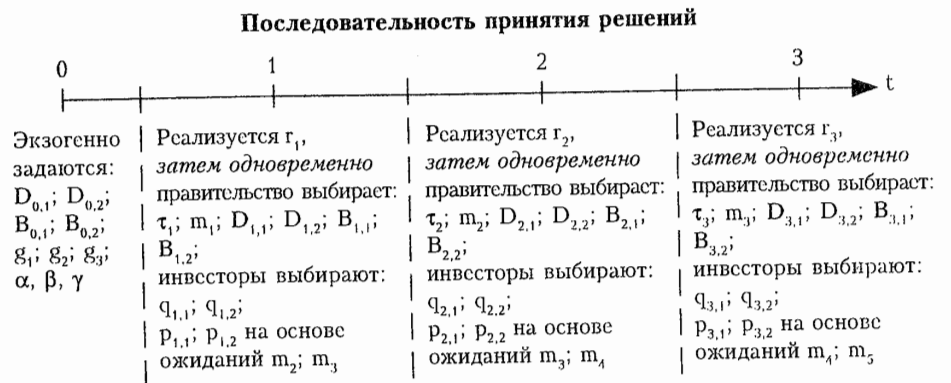 Последовательность принятия решений
0 1 2 3
t
Экзогенно
задаются:
D₀,₁; D₀,₂;
B₀,₁; B₀,₂;
g₁; g₂; g₃;
α, β, γ
Реализуется r₁,
затем одновременно
правительство выбирает:
τ₁; m₁; D₁,₁; D₁,₂; B₁,₁;
B₁,₂;
инвесторы выбирают:
q₁,₁; q₁,₂;
p₁,₁; p₁,₂ на основе
ожиданий m₂; m₃
Реализуется r₂,
затем одновременно
правительство выбирает:
τ₂; m₂; D₂,₁; D₂,₂; B₂,₁;
B₂,₂;
инвесторы выбирают:
q₂,₁; q₂.₂;
p₂,₁; p₂,₂ на основе
ожиданий m₃; m₄
Реализуется r₃,
затем одновременно
правительство выбирает:
τ₃; m₃; D₃,₁; D₃,₂; B₃,₁;
B₃,₂;
инвесторы выбирают:
q₃,₁; q₃,₂;
p₃,₁; p₃,₂ на основе
ожиданий m₄; m₅